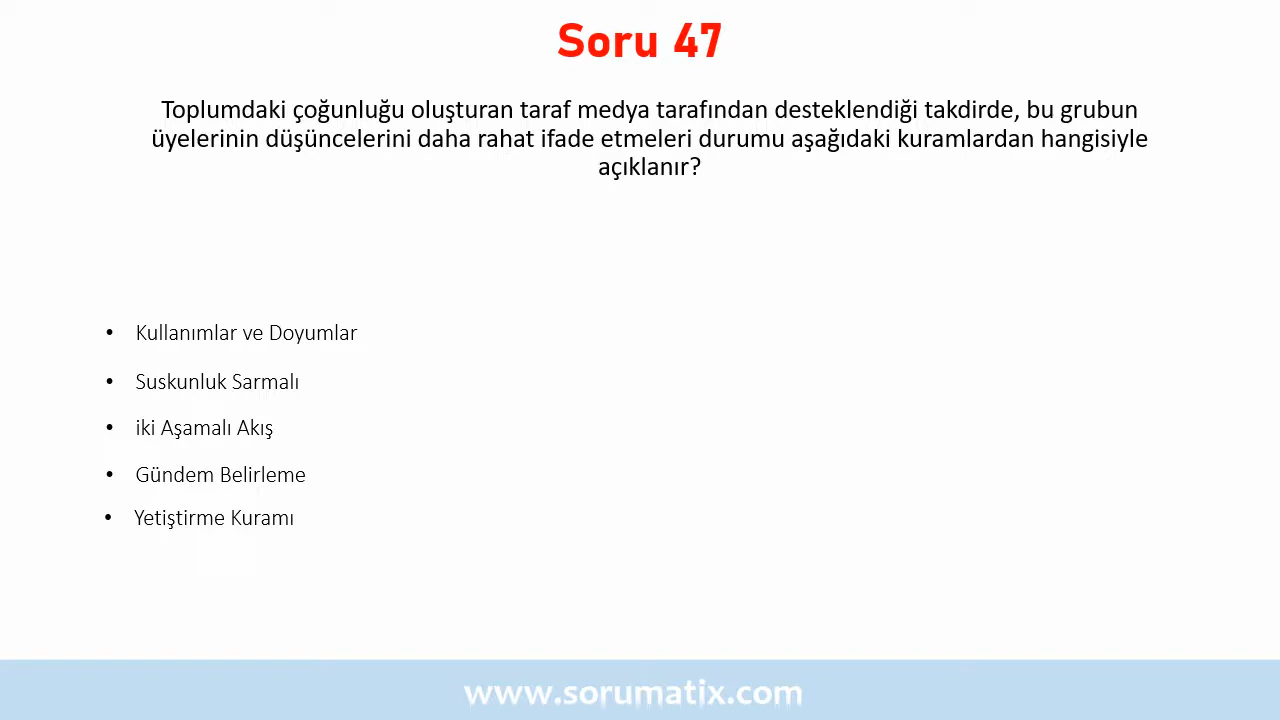 Soru 47
Toplumdaki çoğunluğu oluşturan taraf medya tarafından desteklendiği takdirde, bu grubun
üyelerinin düşüncelerini daha rahat ifade etmeleri durumu aşağıdaki kuramlardan hangisiyle
açıklanır?
• Kullanımlar ve Doyumlar
• Suskunluk Sarmalı
• iki Aşamalı Akış
• Gündem Belirleme
• Yetiştirme Kuramı
www.sorumatix.com